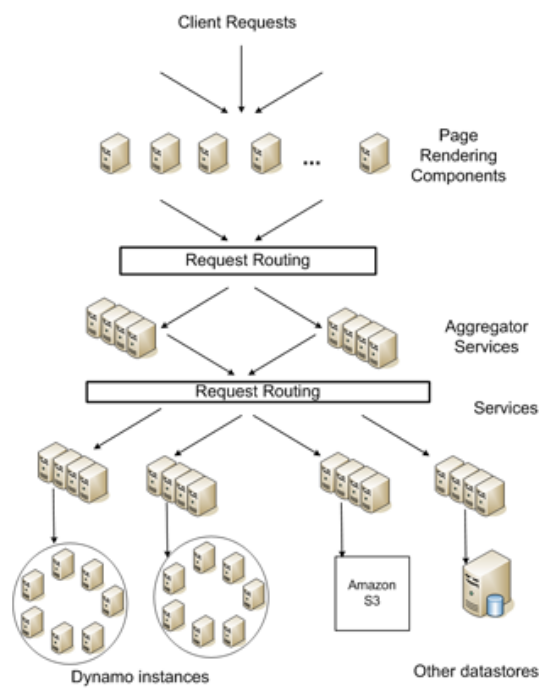 Client Requests
Page
Rendering
Components
...
Request Routing
Aggregator
Services
Request Routing
Services
Amazon
S3
Dynamo instances
Other datastores